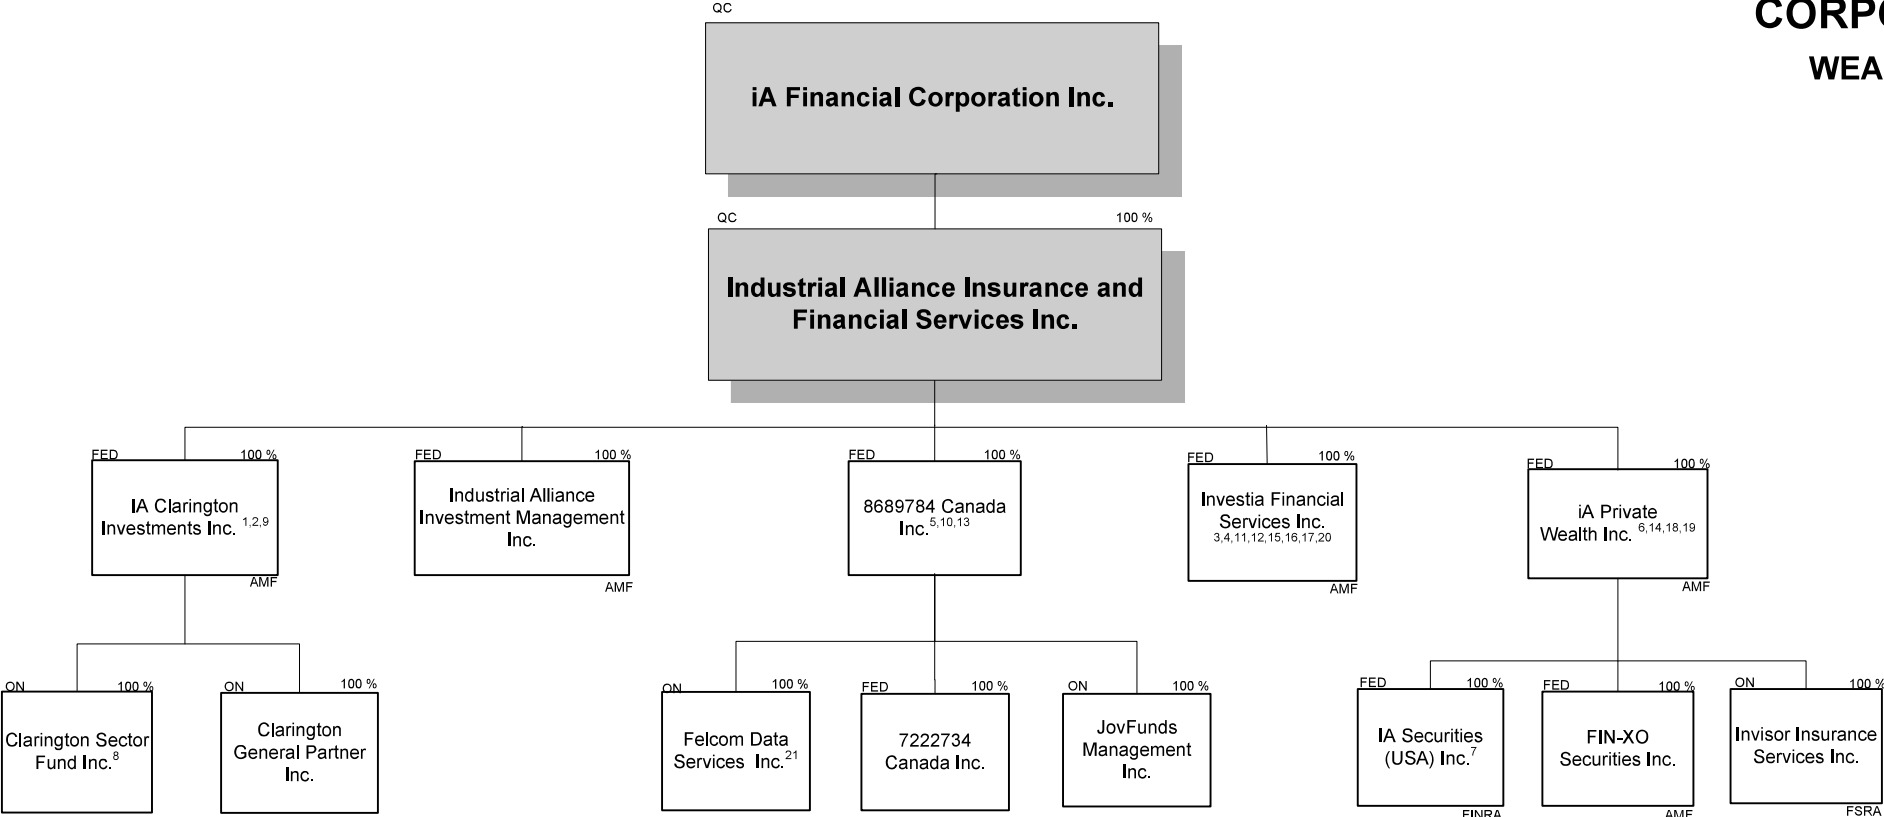 CORPO
WEA
QC
iA Financial Corporation Inc.
QC 100 %
Industrial Alliance Insurance and
Financial Services Inc.
FED 100 %
IA Clarington
Investments Inc. 1,2,9
AMF
FED 100 %
Industrial Alliance
Investment Management
Inc.
AMF
FED 100 %
8689784 Canada
Inc. 5,10,13
FED 100 %
Investia Financial
Services Inc.
3,4,11,12,15,16,17,20
AMF
FED 100 %
iA Private
Wealth Inc. 6,14,18,19
AMF
ON 100 %
Clarington Sector
Fund Inc.8
ON 100 %
Clarington
General Partner
Inc.
ON 100 %
Felcom Data
Services Inc.21
FED 100 %
7222734
Canada Inc.
ON 100 %
JovFunds
Management
Inc.
FED 100 %
IA Securities
(USA) Inc.7
FINRA
FED 100 %
FIN-XO
Securities Inc.
AMF
ON 100 %
Invisor Insurance
Services Inc.
FSRA